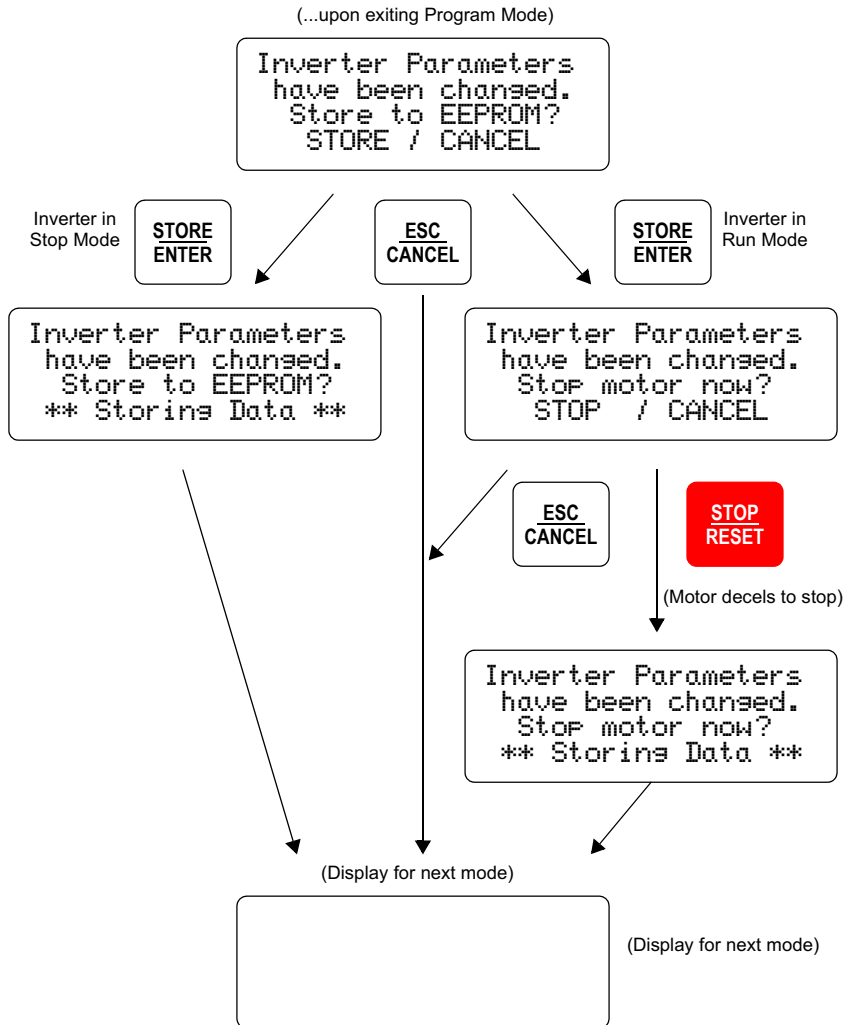 (...upon exiting Program Mode)
Inverter Parameters
have been changed.
Store to EEPROM?
STORE / CANCEL
Inverter in
Stop Mode
STORE
ENTER
ESC
CANCEL
STORE
ENTER
Inverter in
Run Mode
Inverter Parameters
have been changed.
Store to EEPROM?
** Storing Data **
Inverter Parameters
have been changed.
Stop motor now?
STOP / CANCEL
ESC
CANCEL
STOP
RESET
(Motor decels to stop)
Inverter Parameters
have been changed.
Stop motor now?
** Storing Data **
(Display for next mode)
(Display for next mode)